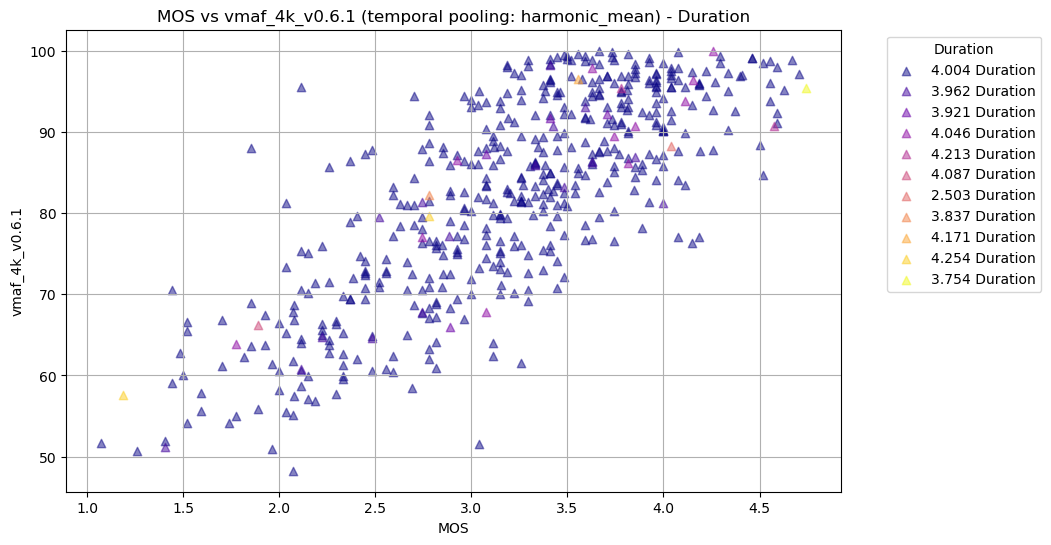 MOS vs vmaf_4k_v0.6.1 (temporal pooling: harmonic_mean) - Duration
vmaf_4k_v0.6.1
100
90
80
70
60
50
1.0 1.5 2.0 2.5 3.0 3.5 4.0 4.5
MOS
Duration
4.004 Duration
3.962 Duration
3.921 Duration
4.046 Duration
4.213 Duration
4.087 Duration
2.503 Duration
3.837 Duration
4.171 Duration
4.254 Duration
3.754 Duration